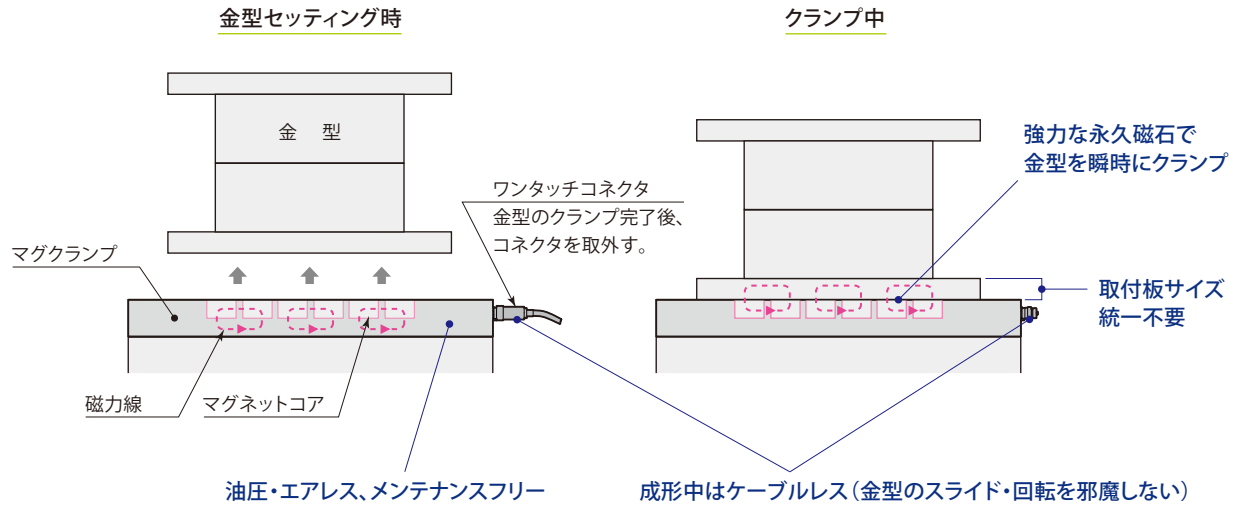 金型セッティング時
クランプ中
金 型
強力な永久磁石で
金型を瞬時にクランプ
ワンタッチコネクタ
金型のクランプ完了後、
コネクタを取外す。
マグクランプ
取付板サイズ
統一不要
磁力線
マグネットコア
油圧・エアレス、メンテナンスフリー
成形中はケーブルレス（金型のスライド・回転を邪魔しない）